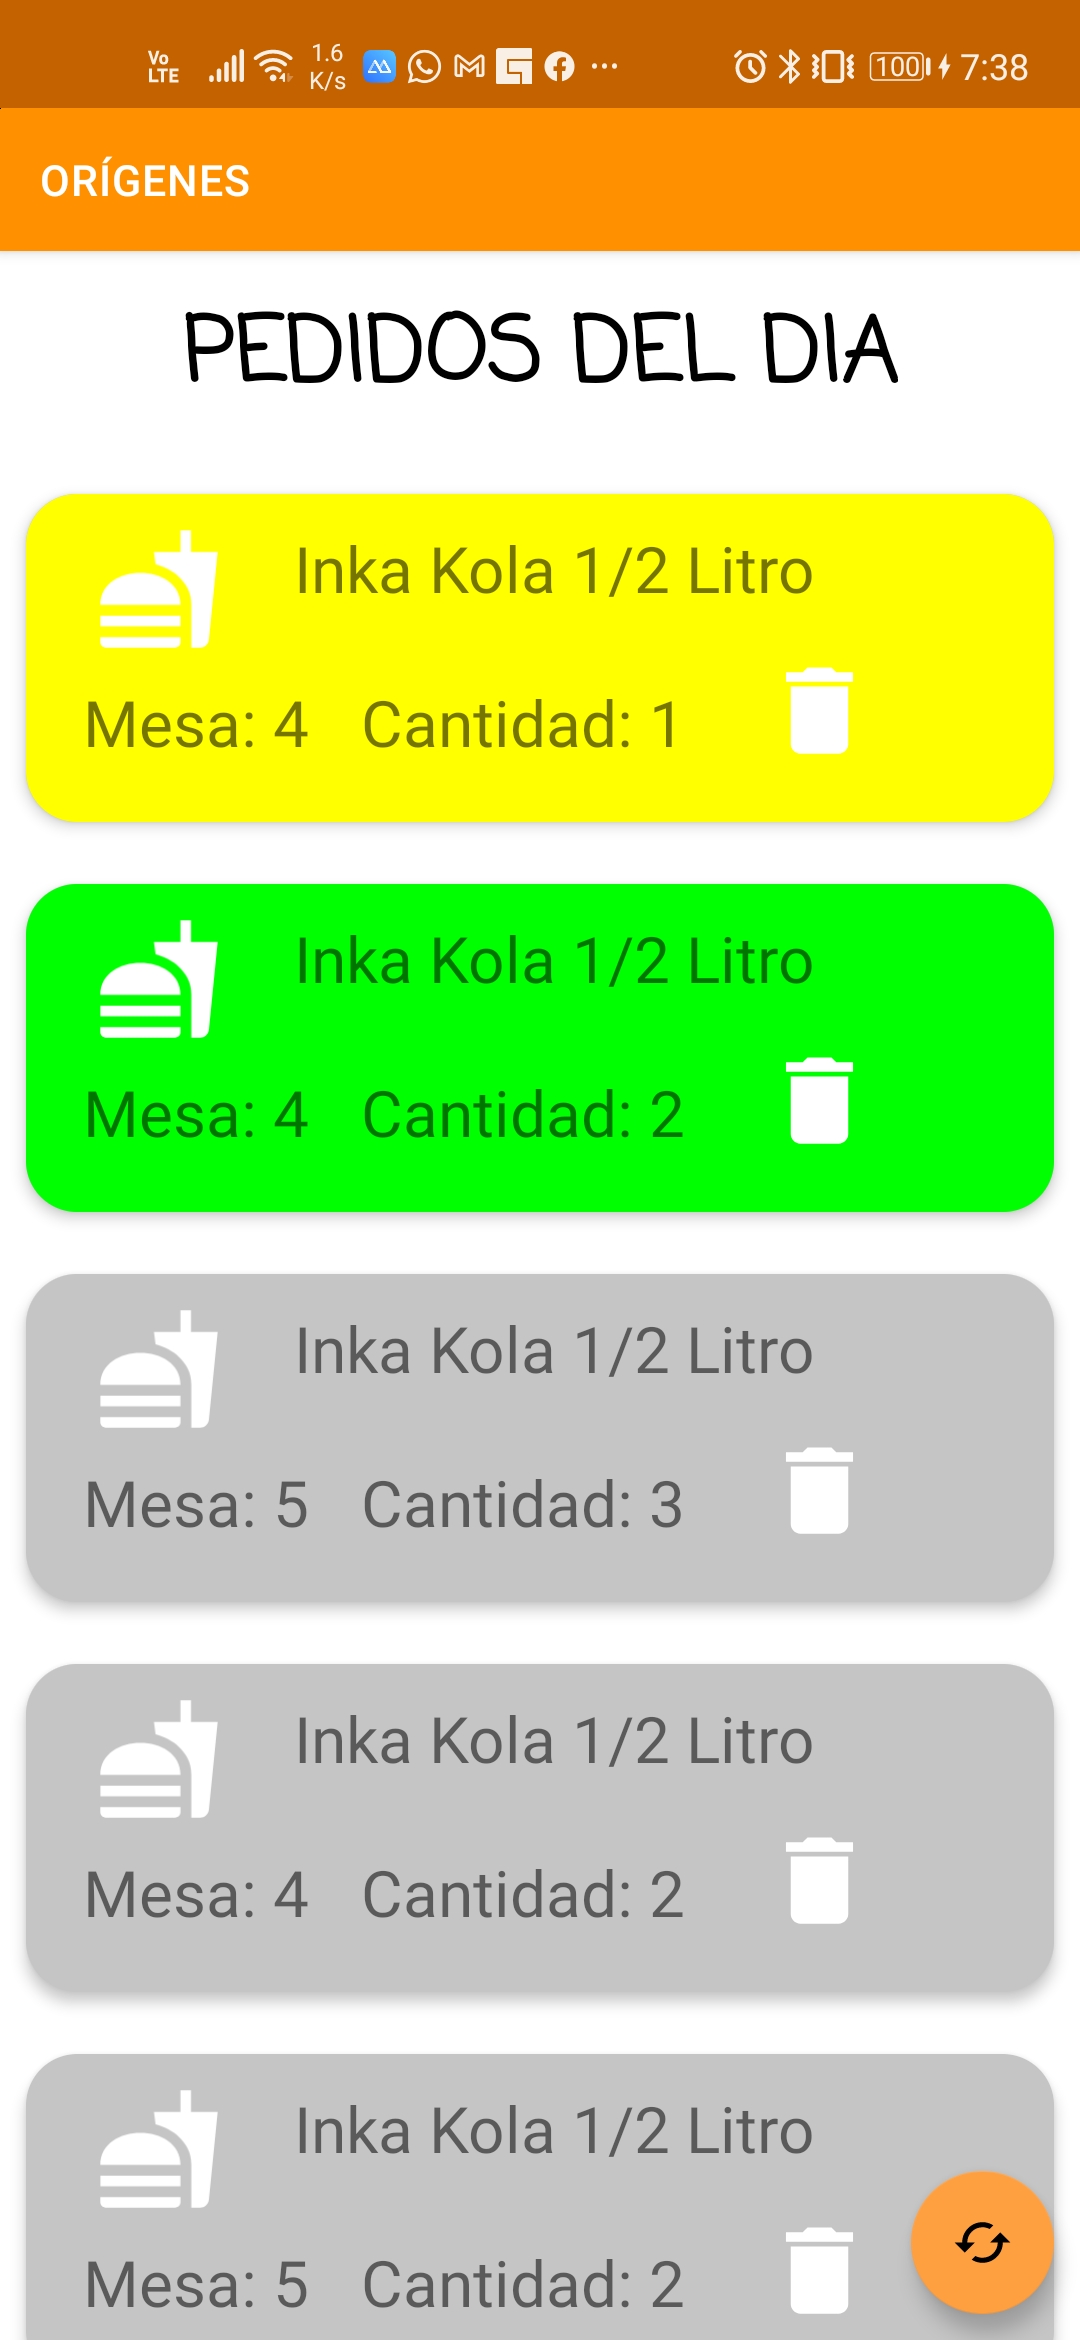 Vo LTE 1.6 K/s 100 7:38
ORÍGENES
PEDIDOS DEL DIA
Inka Kola 1/2 Litro
Mesa: 4 Cantidad: 1
Inka Kola 1/2 Litro
Mesa: 4 Cantidad: 2
Inka Kola 1/2 Litro
Mesa: 5 Cantidad: 3
Inka Kola 1/2 Litro
Mesa: 4 Cantidad: 2
Inka Kola 1/2 Litro
Mesa: 5 Cantidad: 2